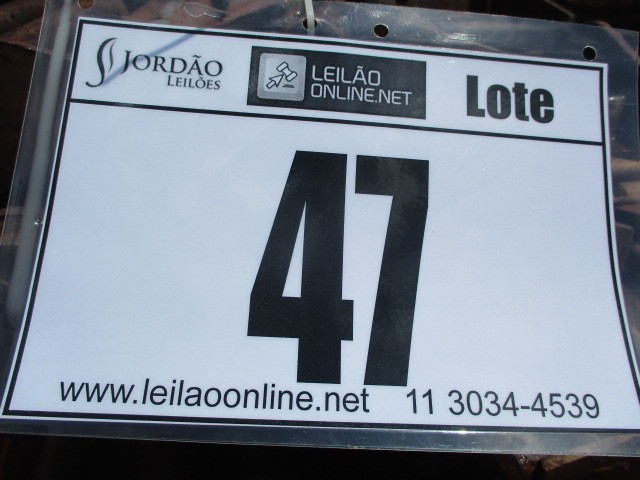 JORDÃO
LEILÕES
LEILÃO
ONLINE.NET
Lote
47
www.leilaoonline.net 11 3034-4539